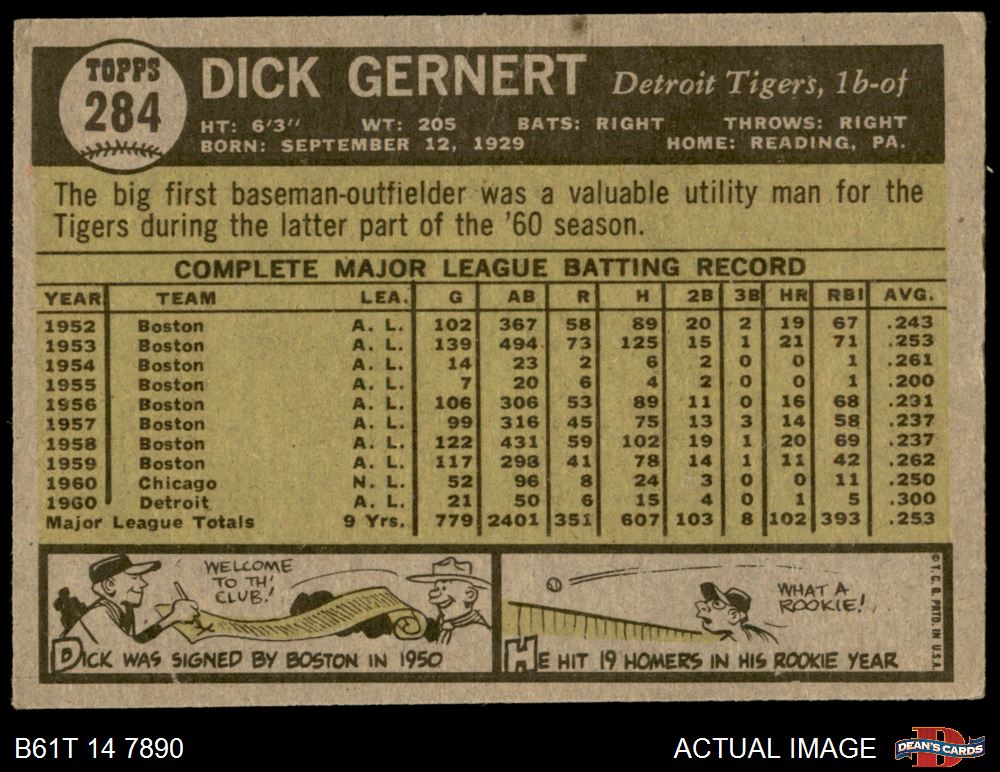 TOPPS
284
DICK GERNERT Detroit Tigers, 1b-of
HT: 6'3" WT: 205 BATS: RIGHT THROWS: RIGHT
BORN: SEPTEMBER 12, 1929 HOME: READING, PA.
The big first baseman-outfielder was a valuable utility man for the
Tigers during the latter part of the '60 season.
COMPLETE MAJOR LEAGUE BATTING RECORD
YEAR TEAM LEA. G AB R H 2B 3B HR RBI AVG.
1952 Boston A. L. 102 367 58 89 20 2 19 67 .243
1953 Boston A. L. 139 494 73 125 15 1 21 71 .253
1954 Boston A. L. 14 23 2 6 2 0 0 1 .261
1955 Boston A. L. 7 20 6 4 2 0 0 1 .200
1956 Boston A. L. 106 306 53 89 11 0 16 68 .291
1957 Boston A. L. 99 316 45 75 13 3 14 58 .237
1958 Boston A. L. 122 431 59 102 19 1 20 69 .237
1959 Boston A. L. 117 298 41 78 14 1 11 42 .262
1960 Chicago N. L. 52 96 8 24 3 0 0 11 .250
1960 Detroit A. L. 21 50 6 15 4 0 1 5 .300
Major League Totals 9 Yrs. 779 2401 351 607 103 8 102 393 .253
WELCOME
TO TH'
CLUB!
DICK WAS SIGNED BY BOSTON IN 1950
WHAT A
ROOKIE!
HE HIT 19 HOMERS IN HIS ROOKIE YEAR
© T. C. G. PRTD. IN U.S.A.
B61T 14 7890
ACTUAL IMAGE
D
DEAN'S CARDS